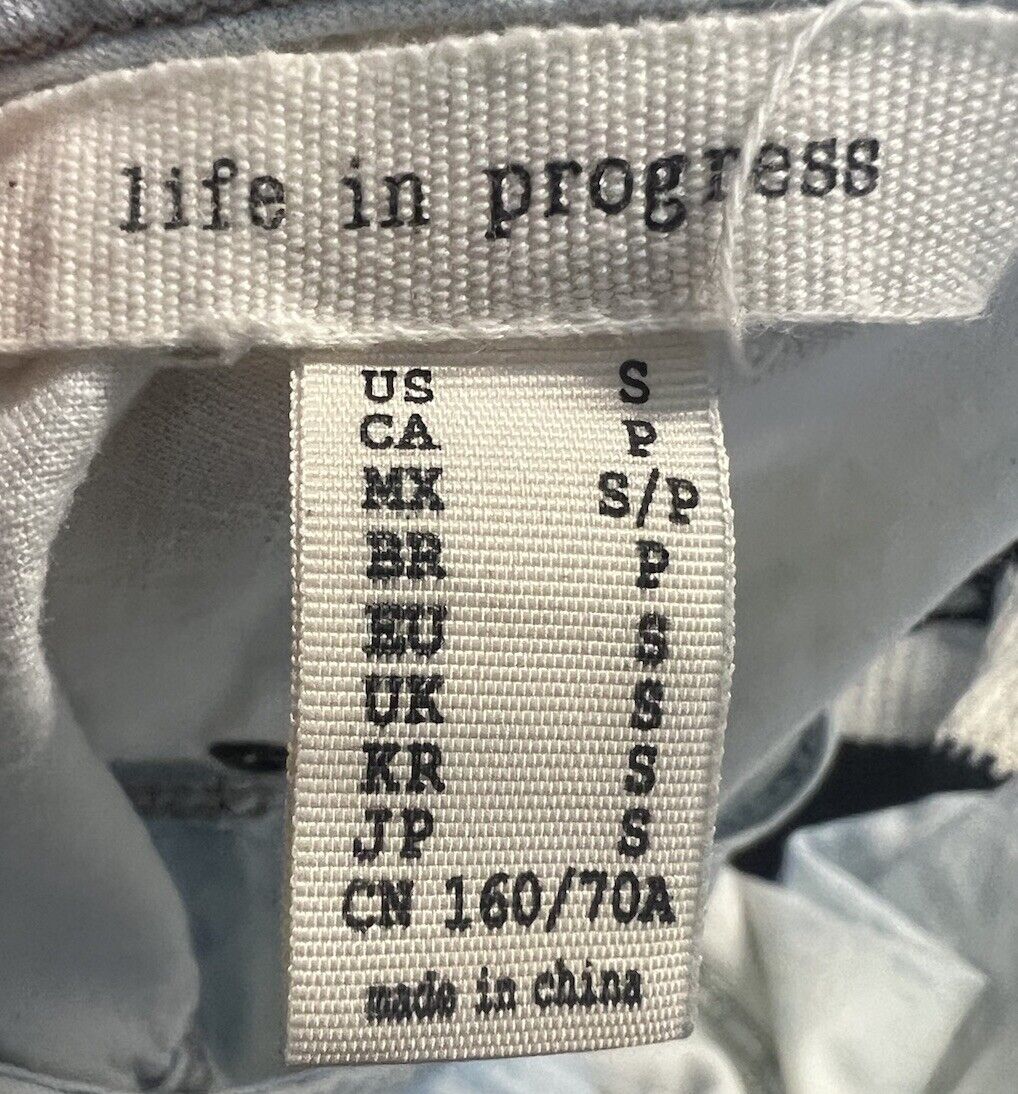 life in progress
US S
CA P
MX S/P
BR P
EU S
UK S
KR S
JP S
CN 160/70A
made in china